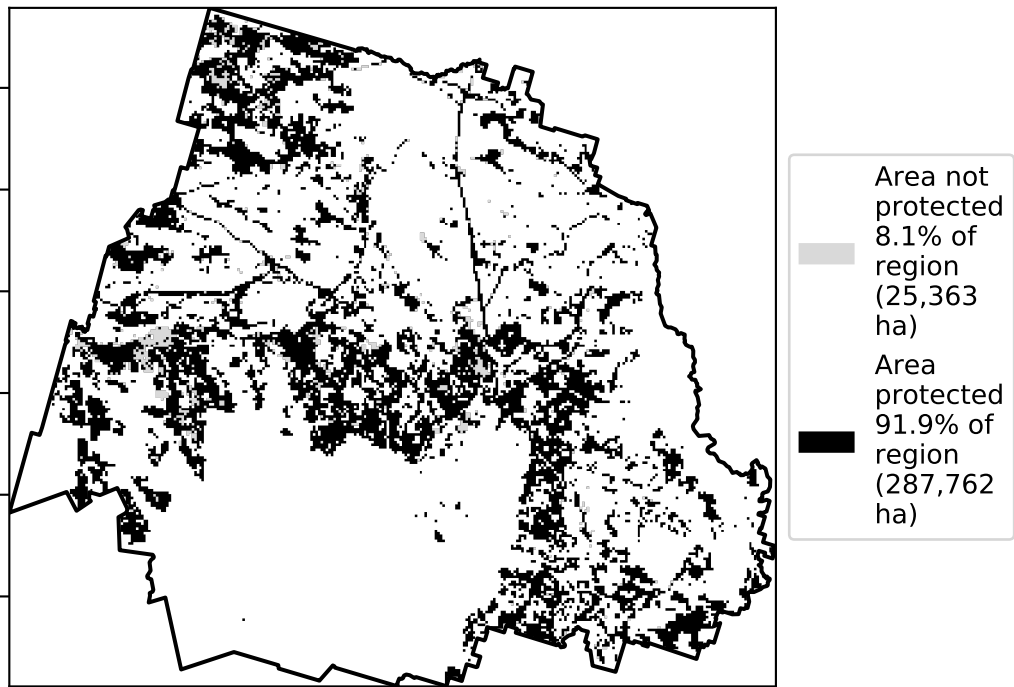 Area not
protected
8.1% of
region
(25,363
ha)
Area
protected
91.9% of
region
(287,762
ha)